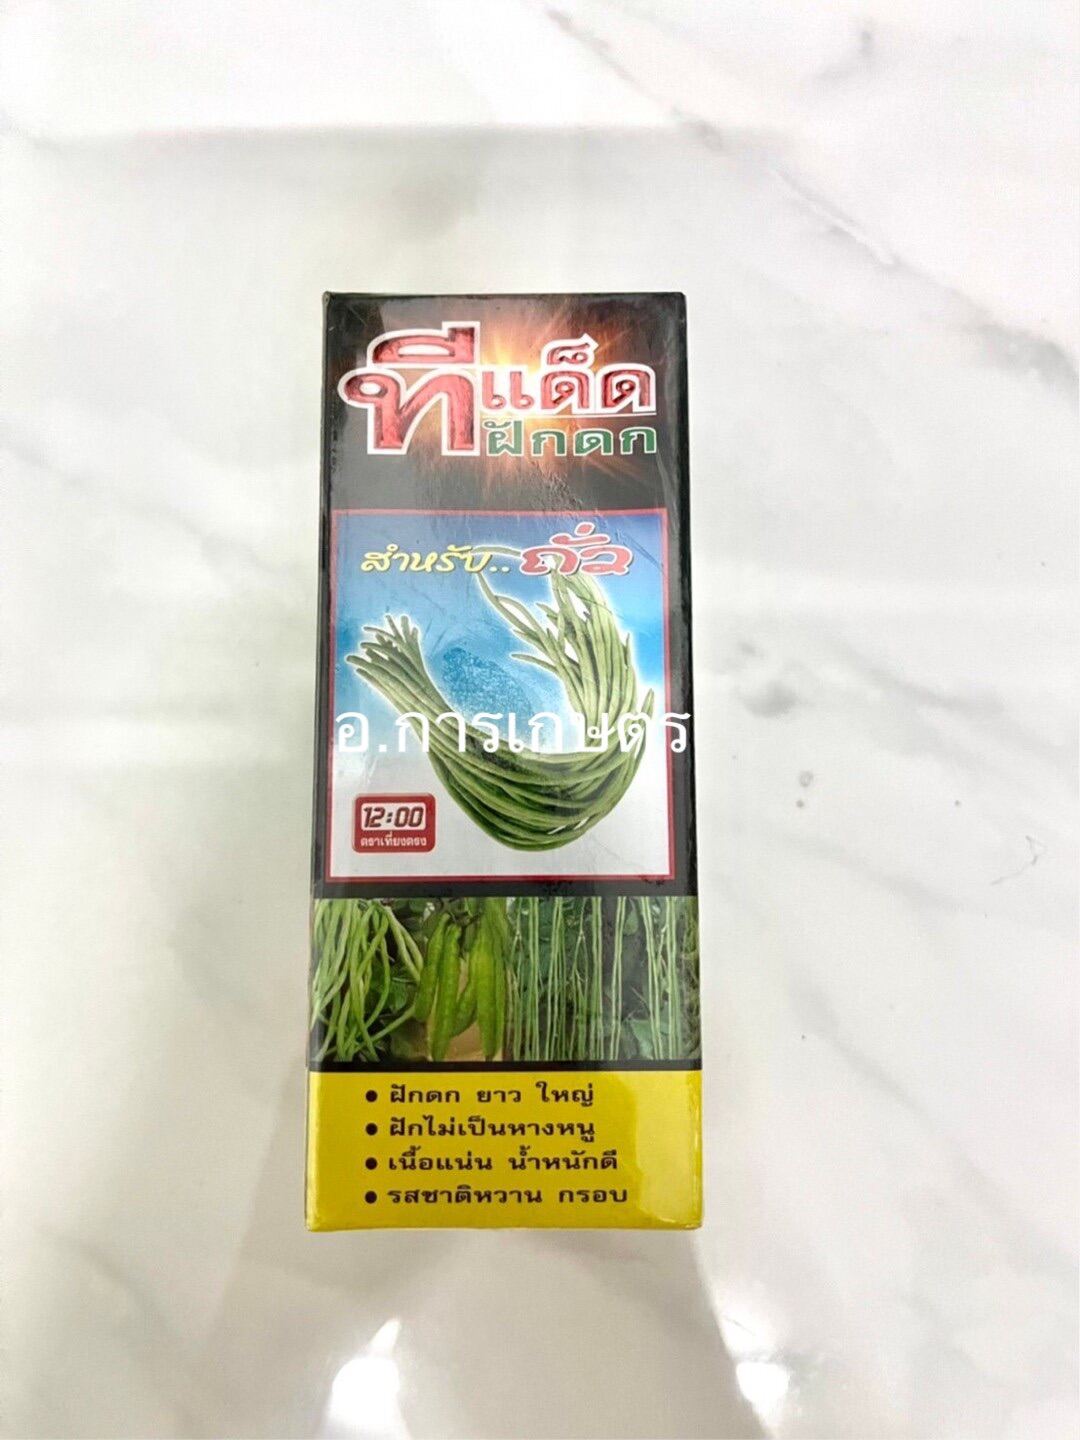 ทีเด็ด
ฝักดก
สำหรับ.. ถั่ว
อ.การเกษตร
12:00
ตราเที่ยงตรง
• ฝักดก ยาว ใหญ่
• ฝักไม่เป็นหางหนู
• เนื้อแน่น น้ำหนักดี
• รสชาติหวาน กรอบ